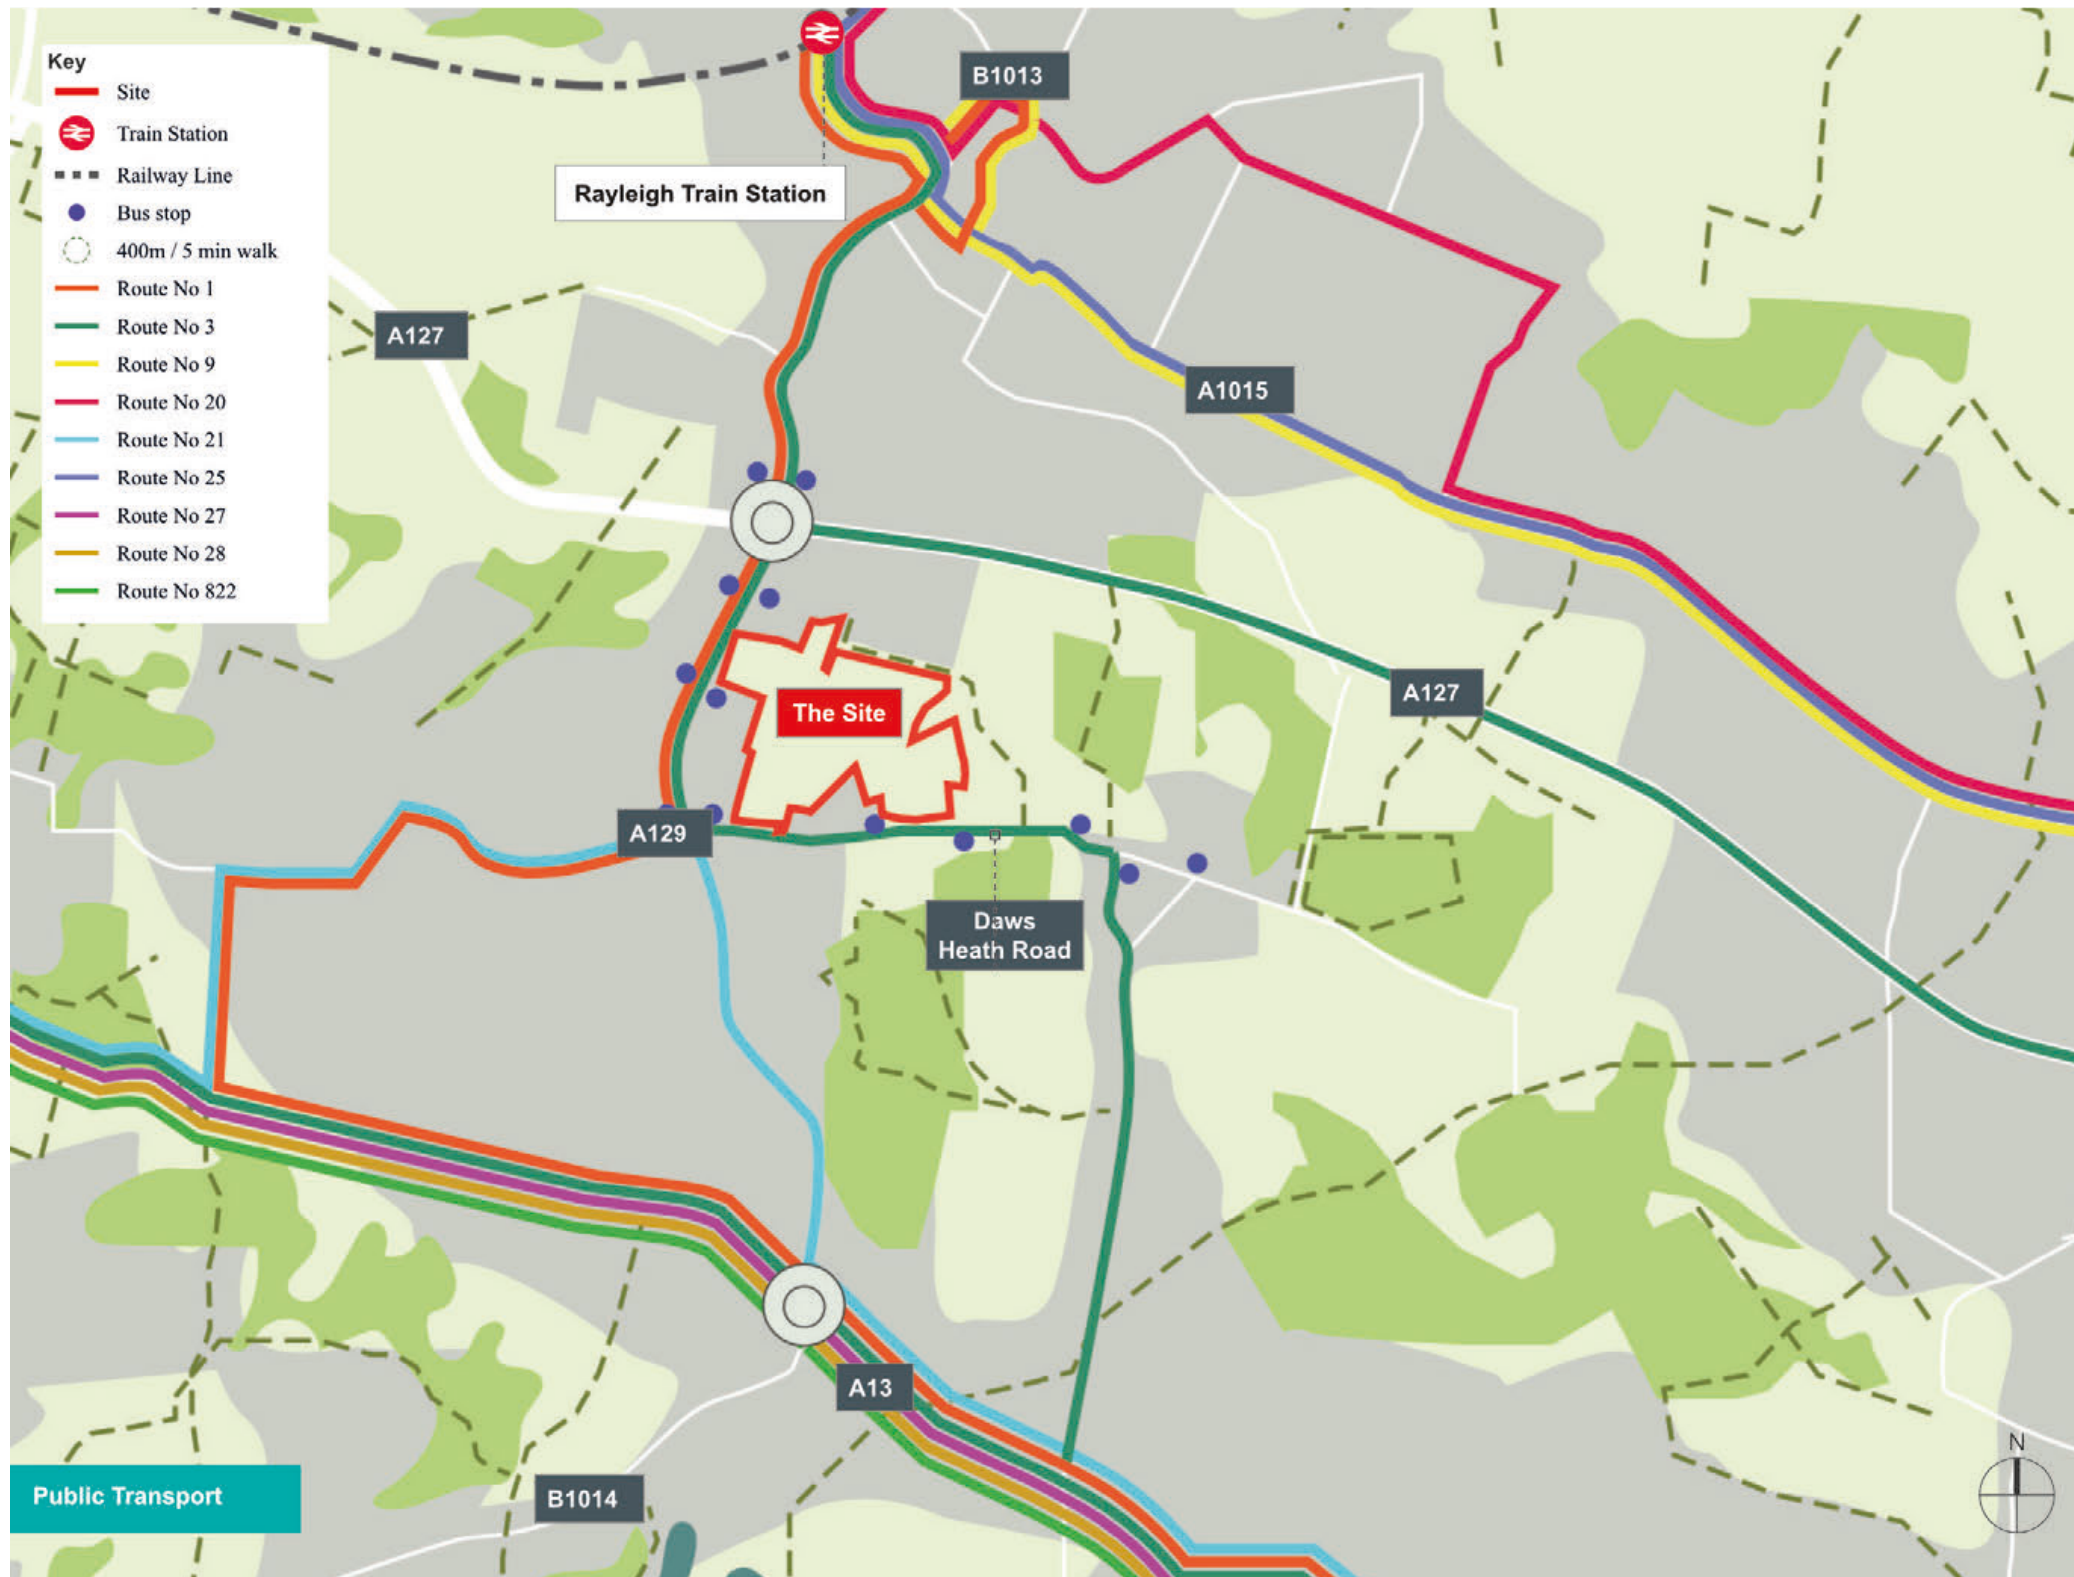 Key
Site
Train Station
Railway Line
Bus stop
400m / 5 min walk
Route No 1
Route No 3
Route No 9
Route No 20
Route No 21
Route No 25
Route No 27
Route No 28
Route No 822
B1013
Rayleigh Train Station
A127
A1015
A127
The Site
A129
Daws
Heath Road
A13
B1014
Public Transport
N